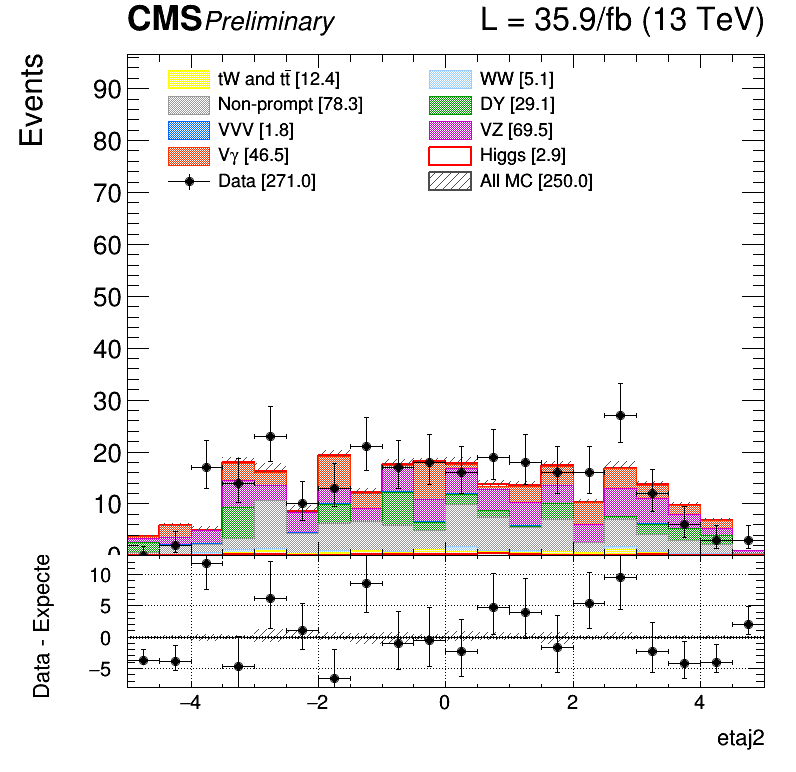 CMS Preliminary L = 35.9/fb (13 TeV)
Events
tW and tt̄ [12.4] WW [5.1]
Non-prompt [78.3] DY [29.1]
VVV [1.8] VZ [69.5]
Vγ [46.5] Higgs [2.9]
Data [271.0] All MC [250.0]
90
80
70
60
50
40
30
20
10
0
Data - Expecte
10
5
0
−5
−4 −2 0 2 4
etaj2